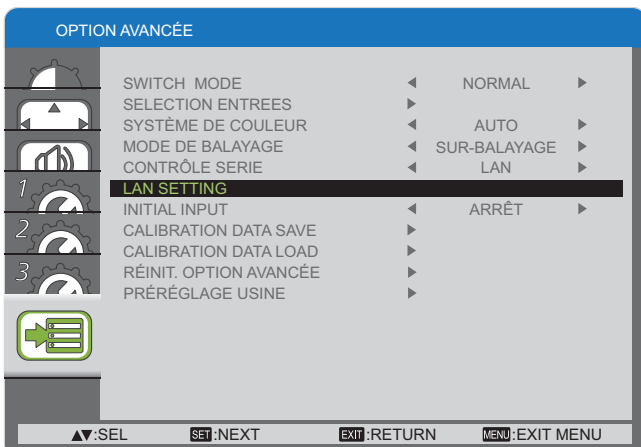 OPTION AVANCÉE
SWITCH MODE NORMAL
SELECTION ENTREES
SYSTÈME DE COULEUR AUTO
MODE DE BALAYAGE SUR-BALAYAGE
CONTRÔLE SERIE LAN
LAN SETTING
INITIAL INPUT ARRÊT
CALIBRATION DATA SAVE
CALIBRATION DATA LOAD
RÉINIT. OPTION AVANCÉE
PRÉRÉGLAGE USINE
1
2
3
▲▼:SEL SET:NEXT EXIT:RETURN MENU:EXIT MENU